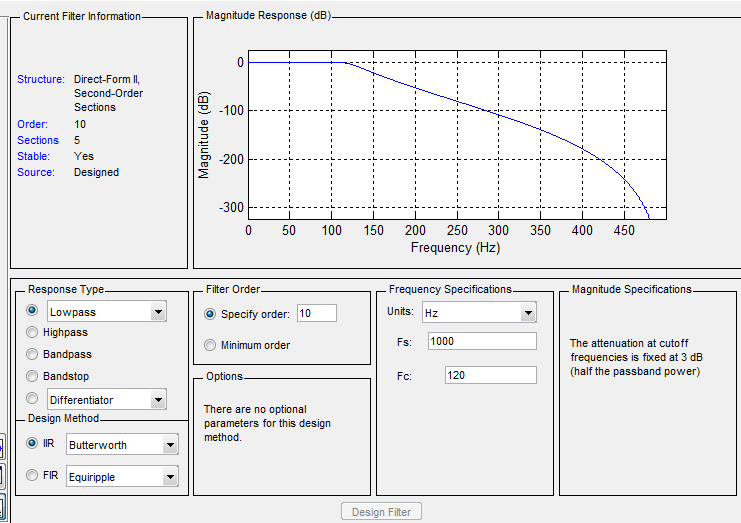 Current Filter Information
Structure: Direct-Form II,
Second-Order
Sections
Order: 10
Sections 5
Stable: Yes
Source: Designed
Magnitude Response (dB)
Magnitude (dB)
0
-100
-200
-300
0 50 100 150 200 250 300 350 400 450
Frequency (Hz)
Response Type
Lowpass
Highpass
Bandpass
Bandstop
Differentiator
Design Method
IIR Butterworth
FIR Equiripple
Filter Order
Specify order: 10
Minimum order
Options
There are no optional
parameters for this design
method.
Frequency Specifications
Units: Hz
Fs: 1000
Fc: 120
Magnitude Specifications
The attenuation at cutoff
frequencies is fixed at 3 dB
(half the passband power)
Design Filter